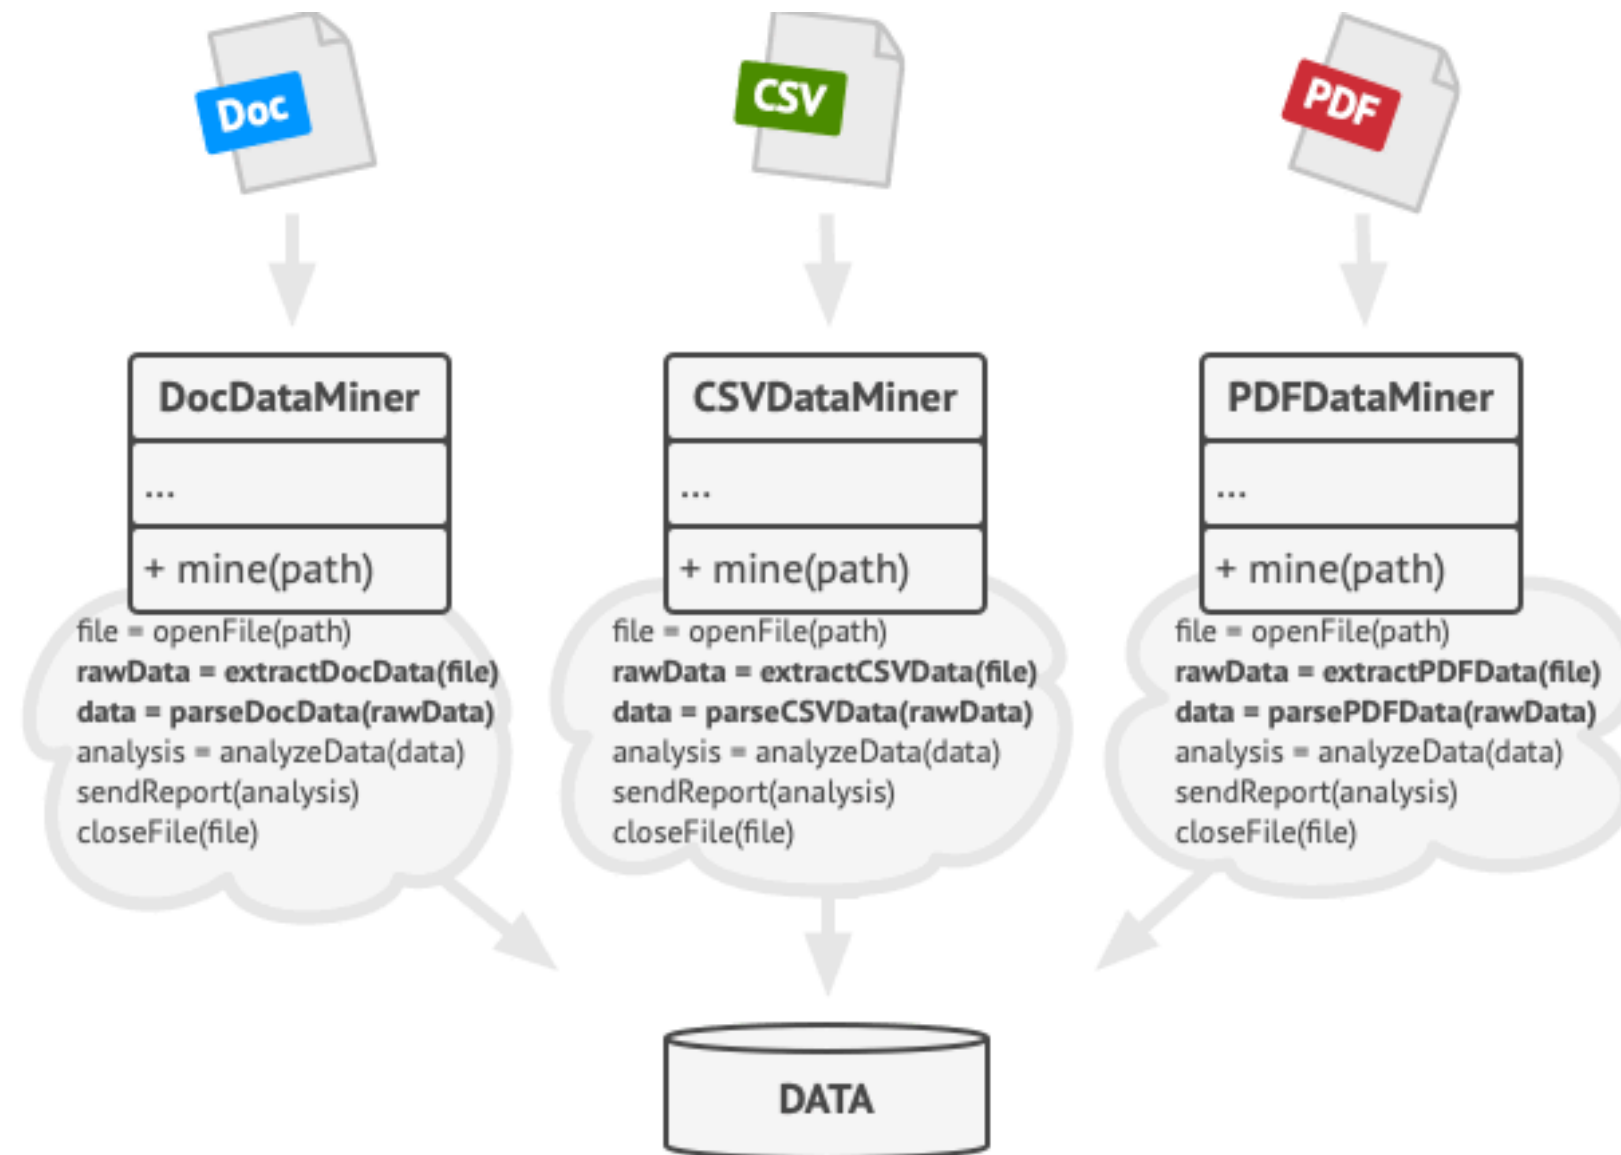 Doc
CSV
PDF
DocDataMiner
...
+ mine(path)
file = openFile(path)
rawData = extractDocData(file)
data = parseDocData(rawData)
analysis = analyzeData(data)
sendReport(analysis)
closeFile(file)
CSVDataMiner
...
+ mine(path)
file = openFile(path)
rawData = extractCSVData(file)
data = parseCSVData(rawData)
analysis = analyzeData(data)
sendReport(analysis)
closeFile(file)
PDFDataMiner
...
+ mine(path)
file = openFile(path)
rawData = extractPDFData(file)
data = parsePDFData(rawData)
analysis = analyzeData(data)
sendReport(analysis)
closeFile(file)
DATA